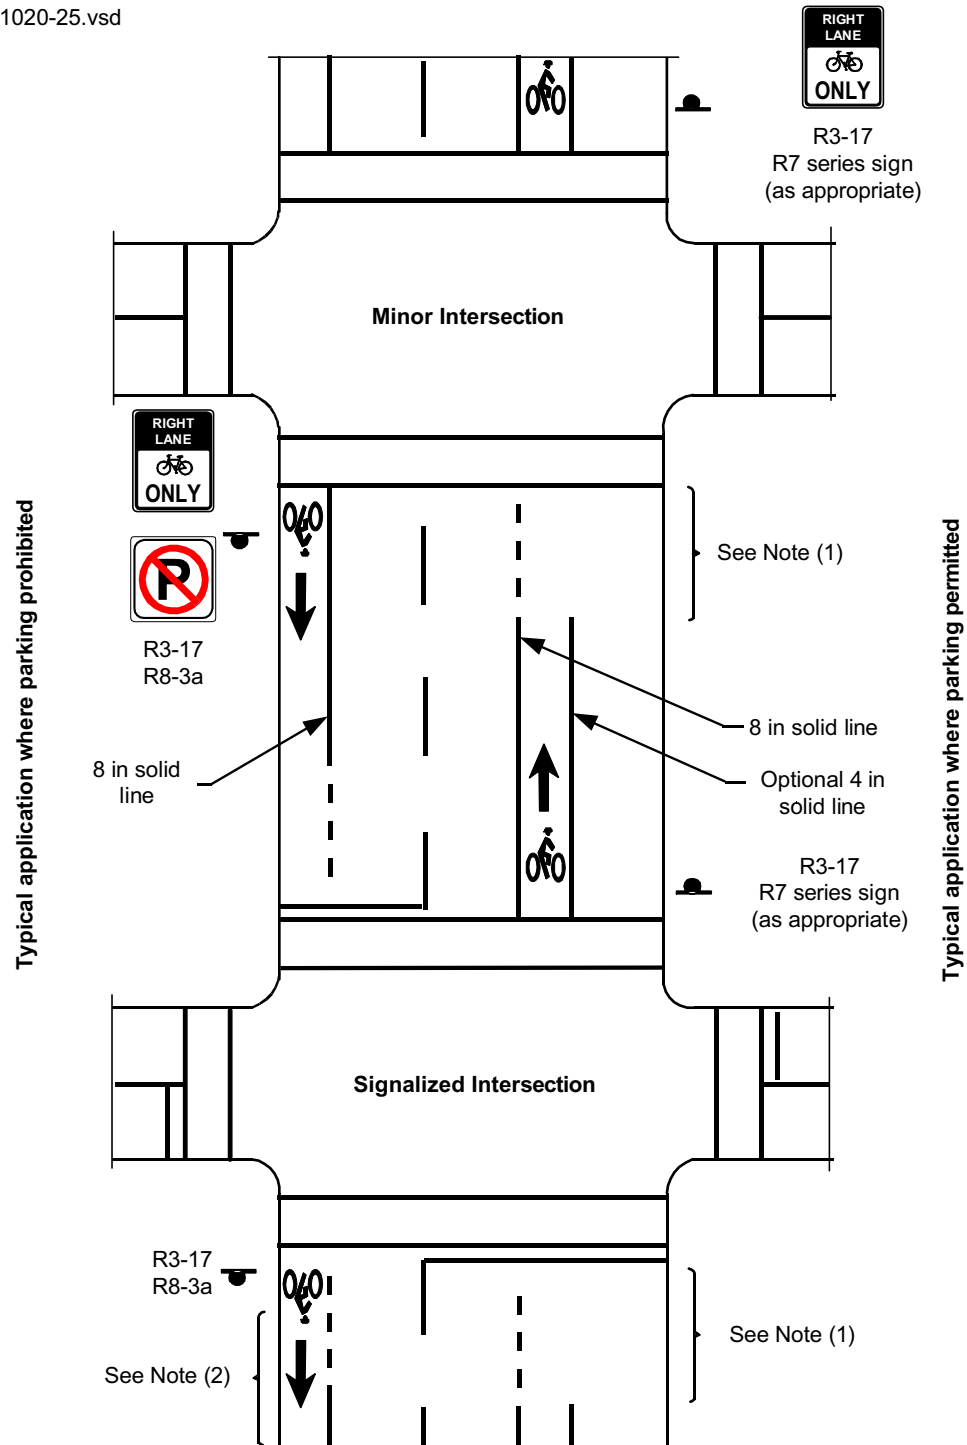 1020-25.vsd
RIGHT
LANE
ONLY
R3-17
R7 series sign
(as appropriate)
Minor Intersection
RIGHT
LANE
ONLY
P
R3-17
R8-3a
See Note (1)
Typical application where parking prohibited
Typical application where parking permitted
8 in solid line
8 in solid
line
Optional 4 in
solid line
R3-17
R7 series sign
(as appropriate)
Signalized Intersection
R3-17
R8-3a
See Note (1)
See Note (2)